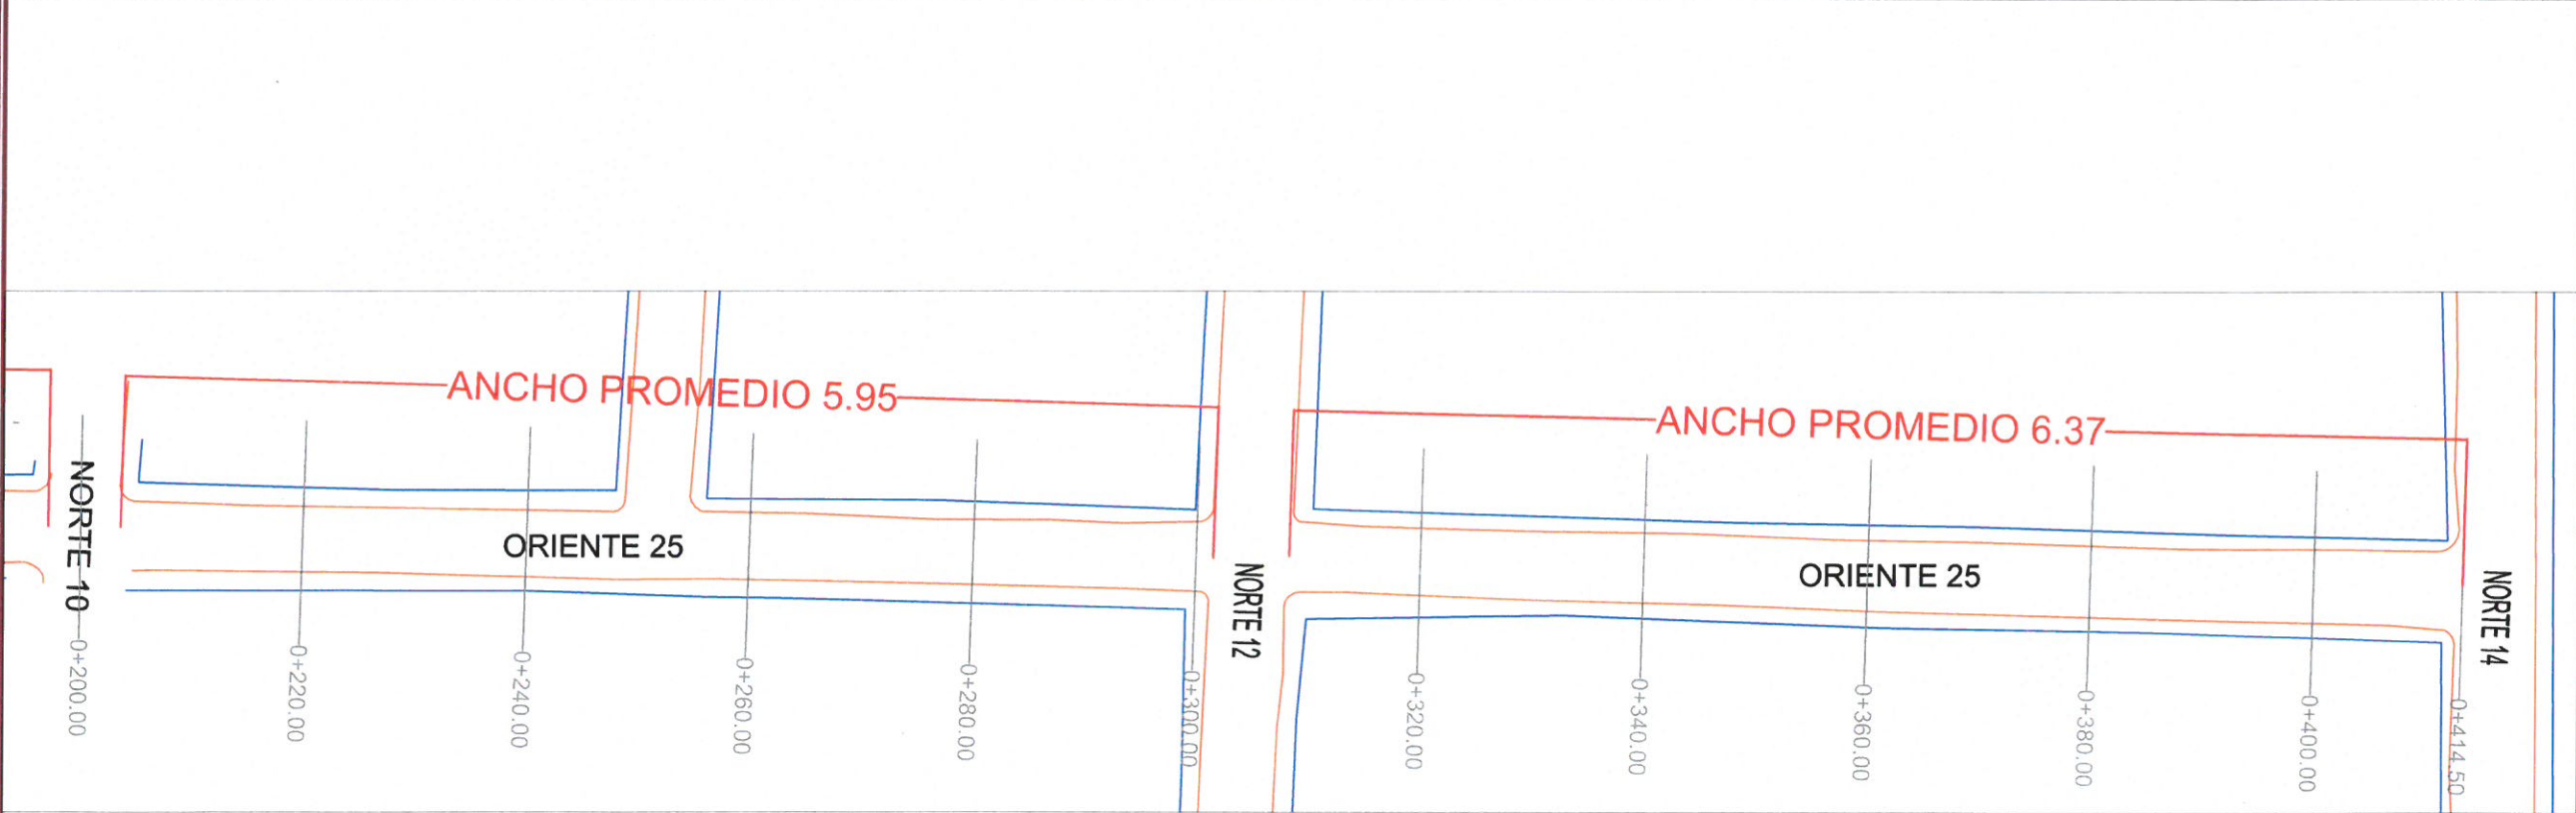 ANCHO PROMEDIO 5.95
ANCHO PROMEDIO 6.37
NORTE 10
ORIENTE 25
NORTE 12
ORIENTE 25
NORTE 14
0+200.00
0+220.00
0+240.00
0+260.00
0+280.00
0+300.00
0+320.00
0+340.00
0+360.00
0+380.00
0+400.00
0+414.50